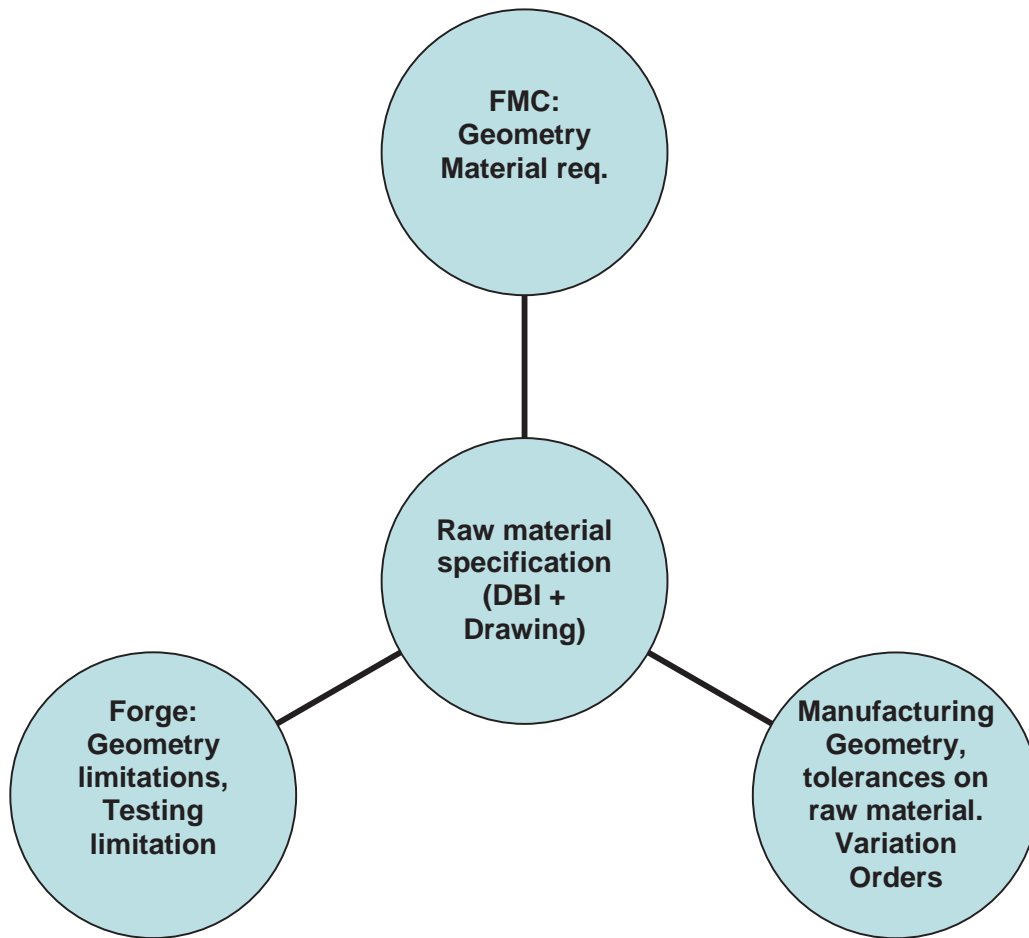 FMC:
Geometry
Material req.
Raw material
specification
(DBI +
Drawing)
Forge:
Geometry
limitations,
Testing
limitation
Manufacturing
Geometry,
tolerances on
raw material.
Variation
Orders